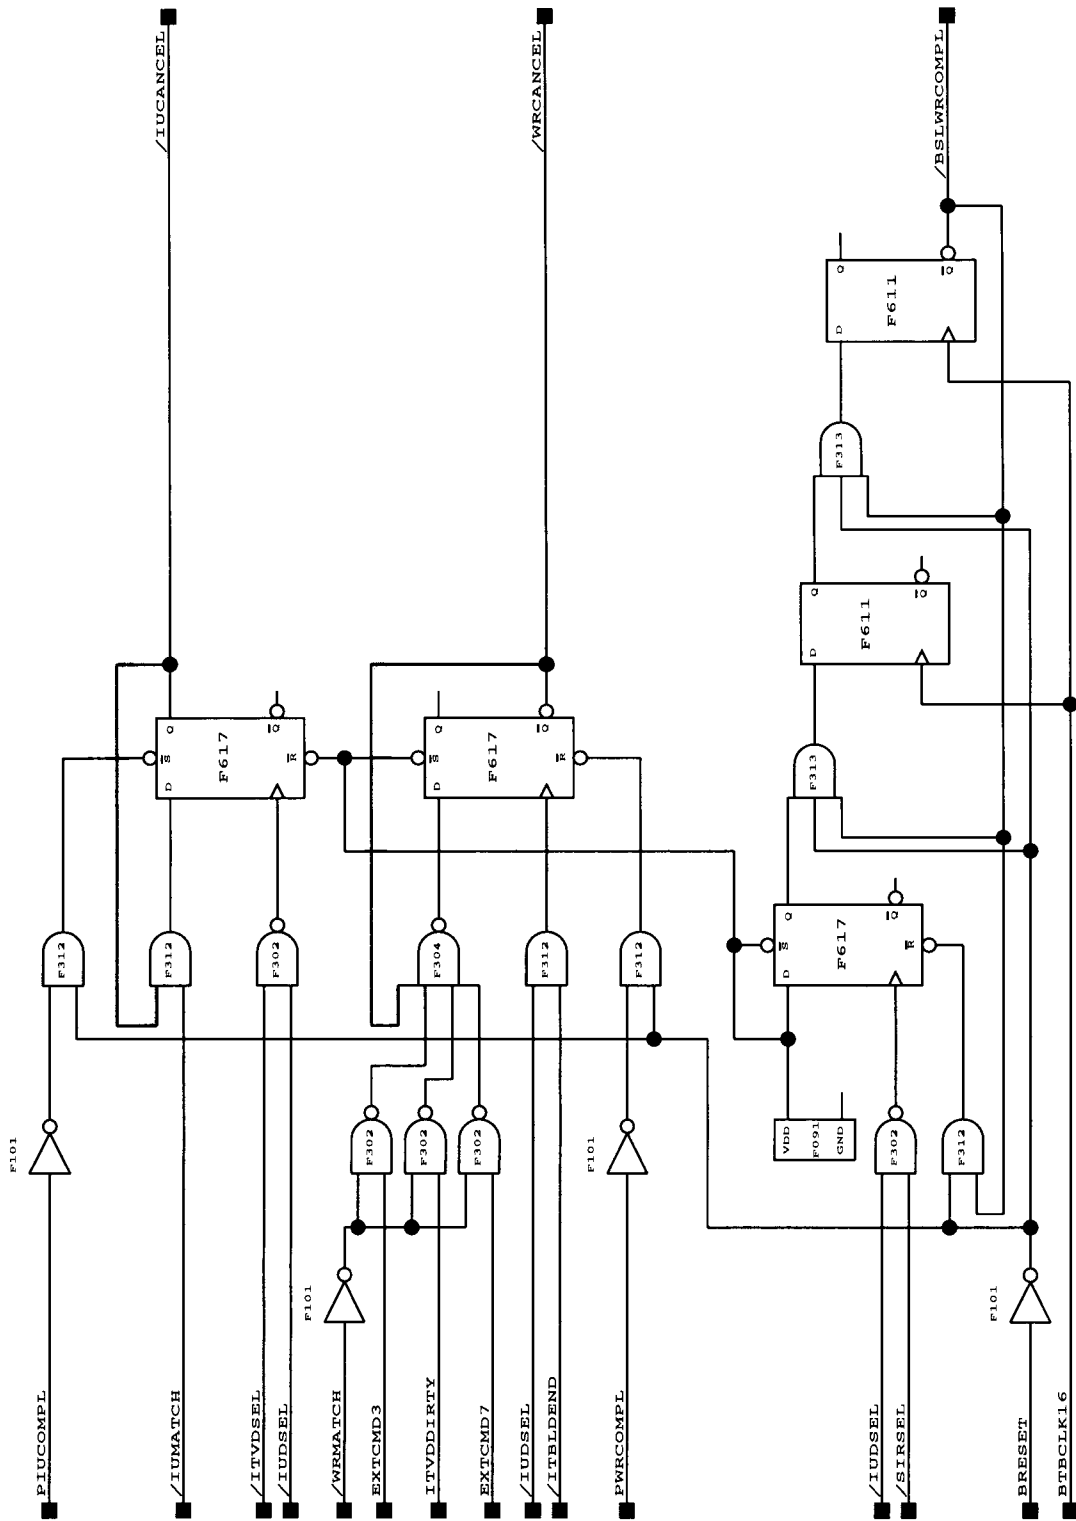 PIUCOMPL
F101
F312
/IUCANCEL
/IUMATCH
F312
S̅
D
Q
F617
R̅
Q̅
/ITVDSEL
/IUDSEL
F302
/WRMATCH
F101
EXTCMD3
F302
ITVDDIRTY
F302
EXTCMD7
F302
F304
S̅
D
Q
F617
R̅
Q̅
/WRCANCEL
/IUDSEL
/ITBLDEND
F312
PWRCOMPL
F101
F312
VDD
F091
GND
S̅
D
Q
F617
R̅
Q̅
F313
D
Q
F611
Q̅
F313
D
Q
F611
Q̅
/BSLWRCOMPL
/IUDSEL
/SIRSEL
F302
F312
BRESET
F101
BTBCLK16